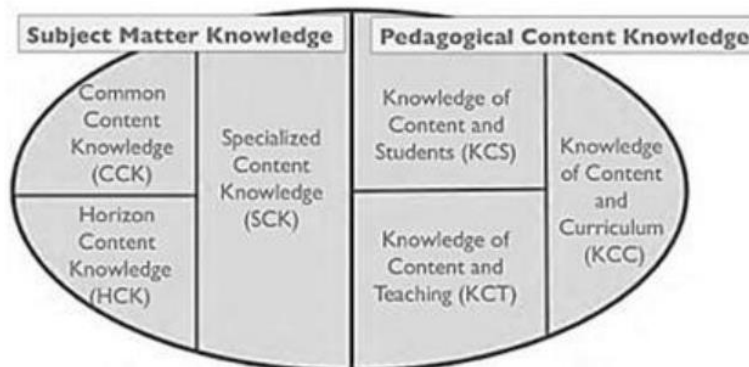 Subject Matter Knowledge
Pedagogical Content Knowledge
Common
Content
Knowledge
(CCK)
Horizon
Content
Knowledge
(HCK)
Specialized
Content
Knowledge
(SCK)
Knowledge of
Content and
Students (KCS)
Knowledge of
Content and
Teaching (KCT)
Knowledge
of Content
and
Curriculum
(KCC)